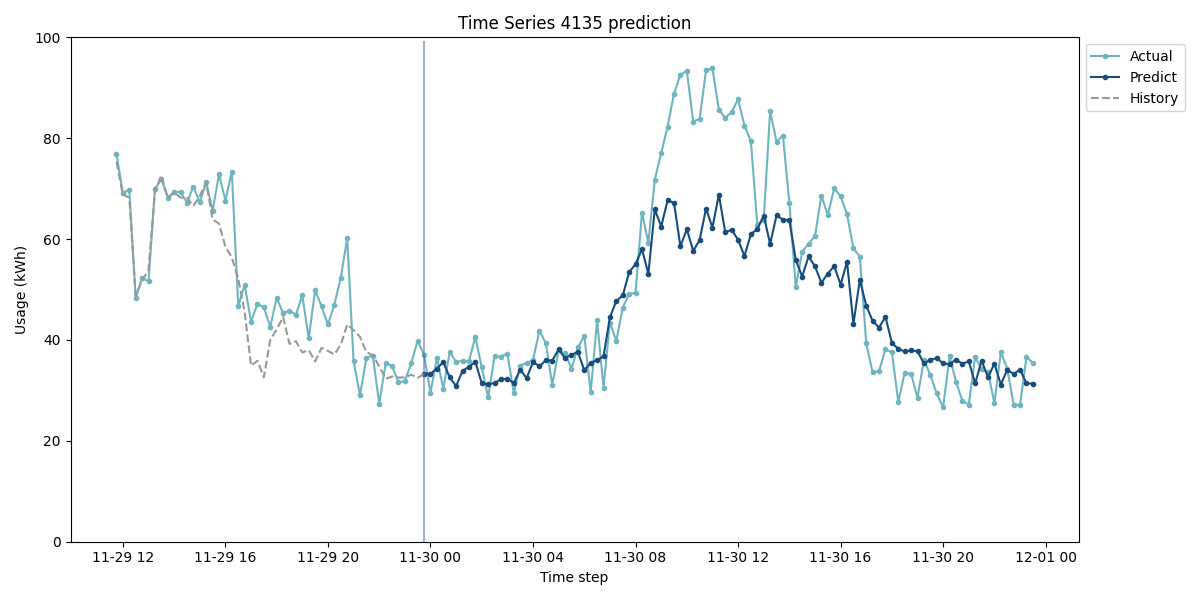 Time Series 4135 prediction
Actual
Predict
History
Usage (kWh)
100
80
60
40
20
0
11-29 12
11-29 16
11-29 20
11-30 00
11-30 04
11-30 08
11-30 12
11-30 16
11-30 20
12-01 00
Time step